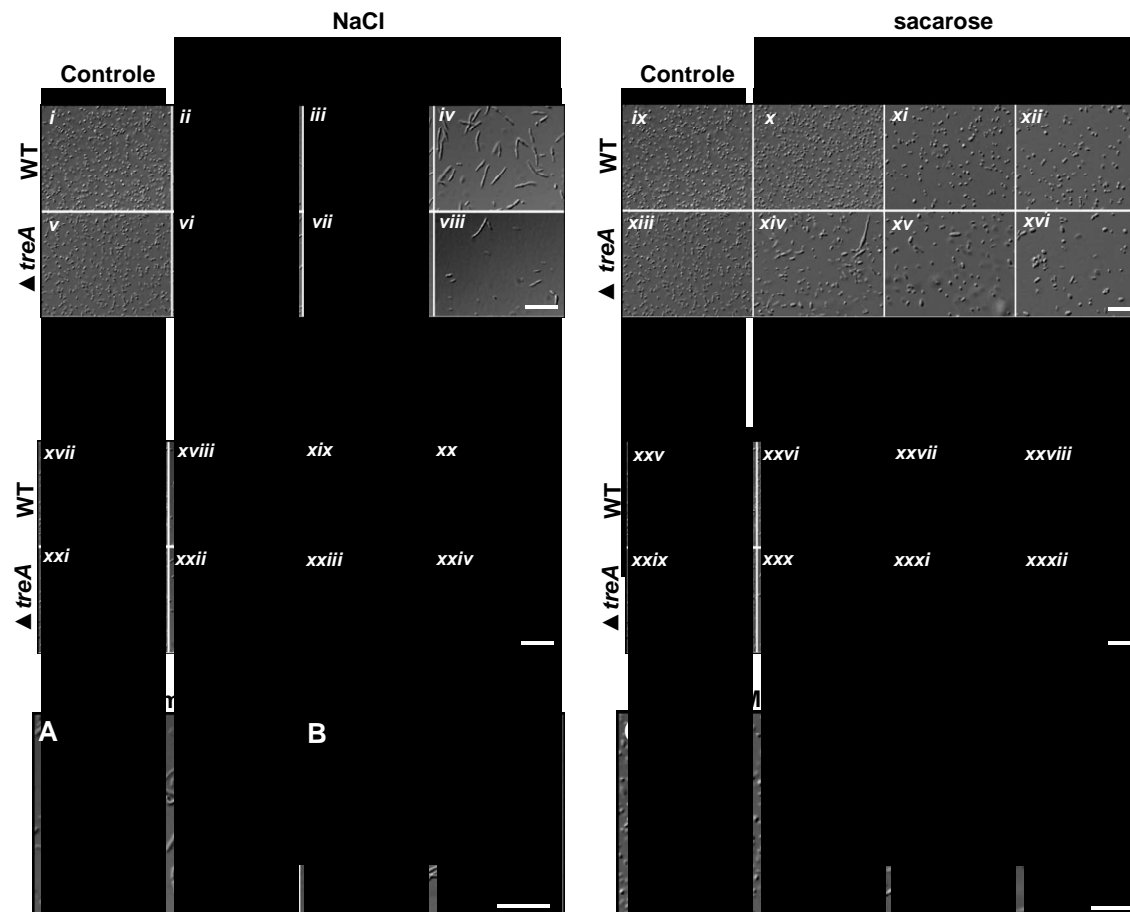 NaCl
sacarose
Controle
Controle
WT
i
ii
iii
iv
▲ treA
v
vi
vii
viii
WT
ix
x
xi
xii
▲ treA
xiii
xiv
xv
xvi
WT
xvii
xviii
xix
xx
▲ treA
xxi
xxii
xxiii
xxiv
WT
xxv
xxvi
xxvii
xxviii
▲ treA
xxix
xxx
xxxi
xxxii
A
B